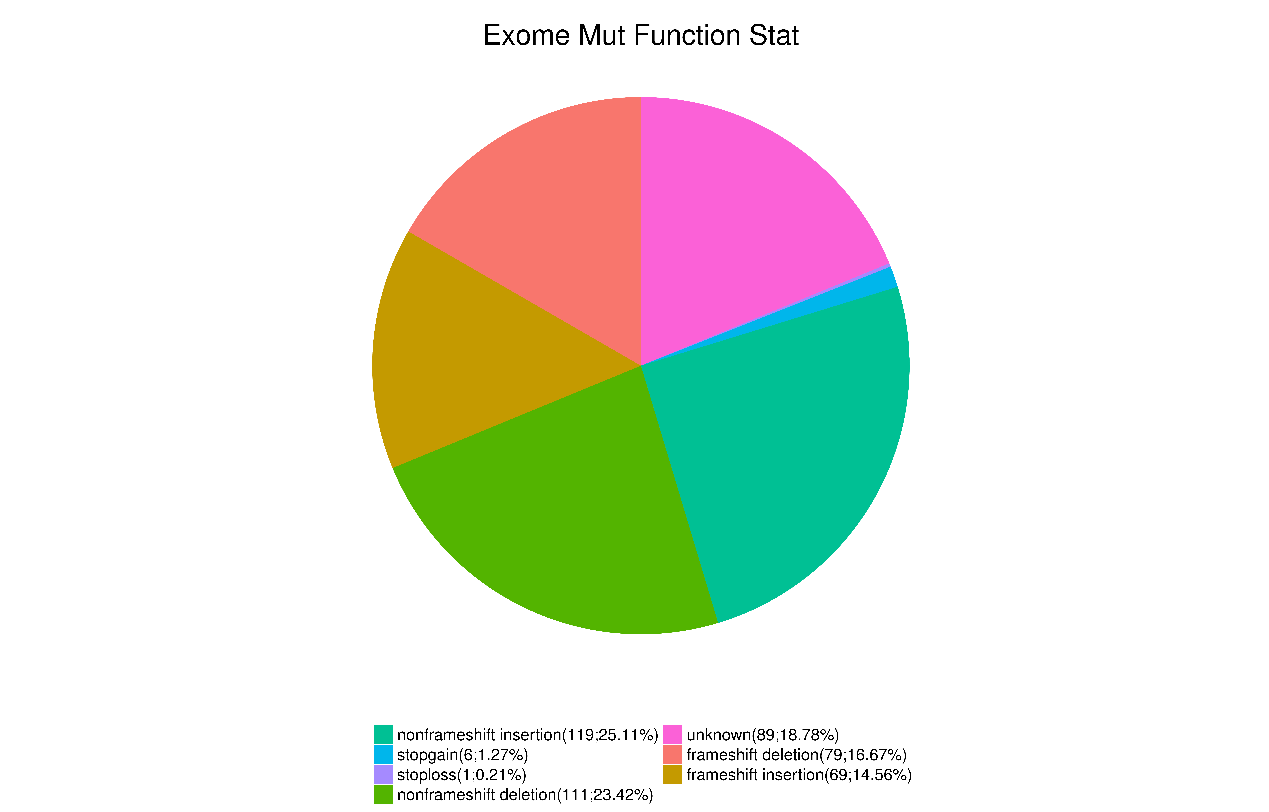 Exome Mut Function Stat
nonframeshift insertion(119;25.11%)
stopgain(6;1.27%)
stoploss(1;0.21%)
nonframeshift deletion(111;23.42%)
unknown(89;18.78%)
frameshift deletion(79;16.67%)
frameshift insertion(69;14.56%)